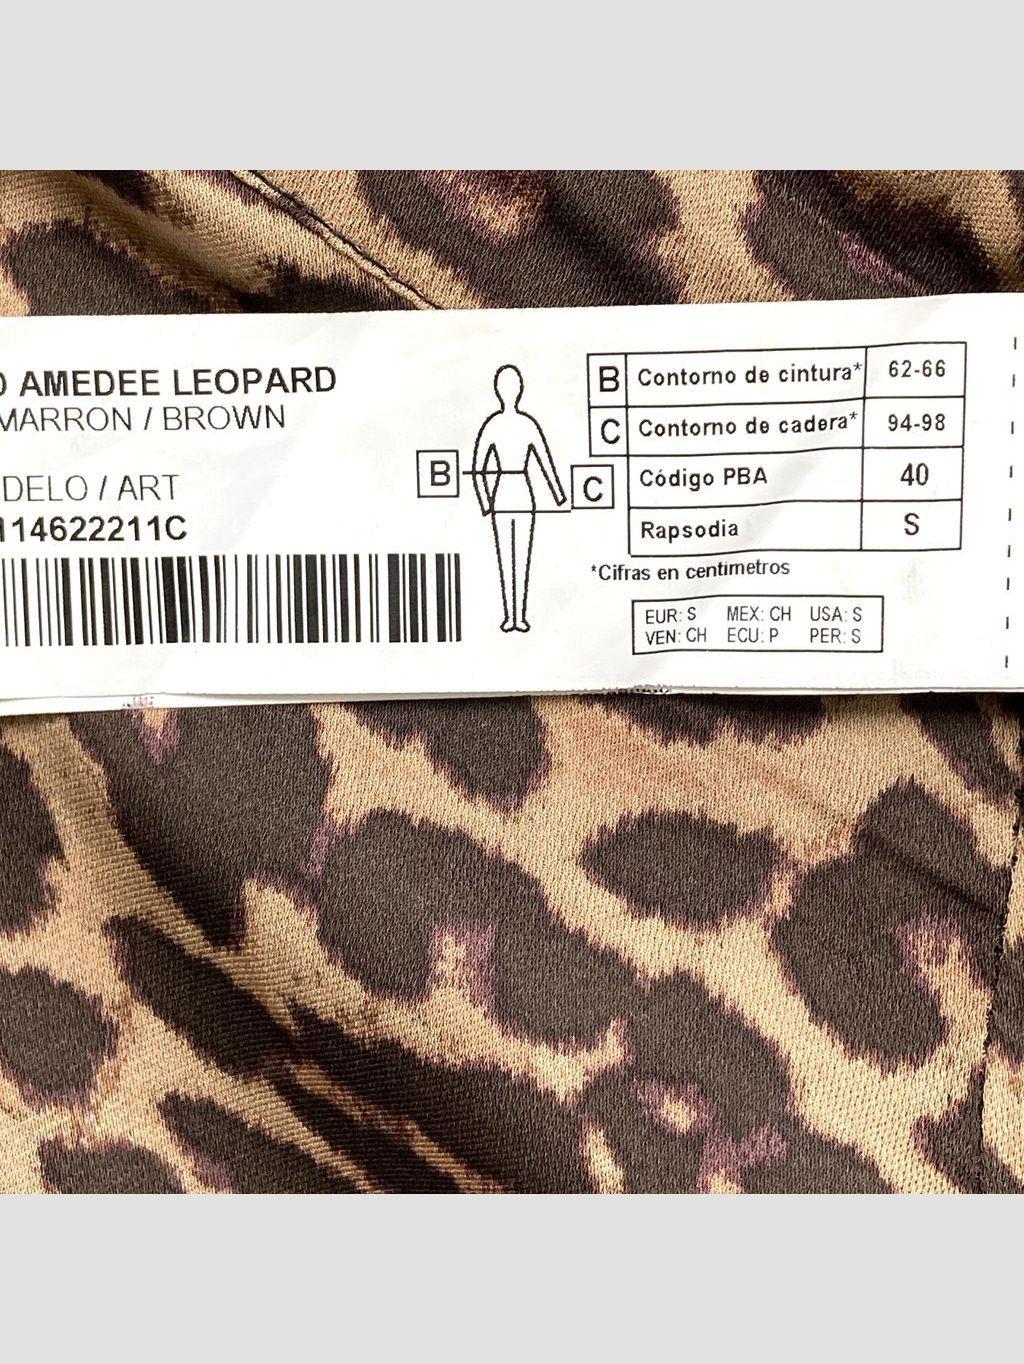 AMEDEE LEOPARD
MARRON / BROWN
DELO / ART
114622211C
B
C
B Contorno de cintura* 62-66
C Contorno de cadera* 94-98
Código PBA 40
Rapsodia S
*Cifras en centimetros
EUR: S MEX: CH USA: S
VEN: CH ECU: P PER: S